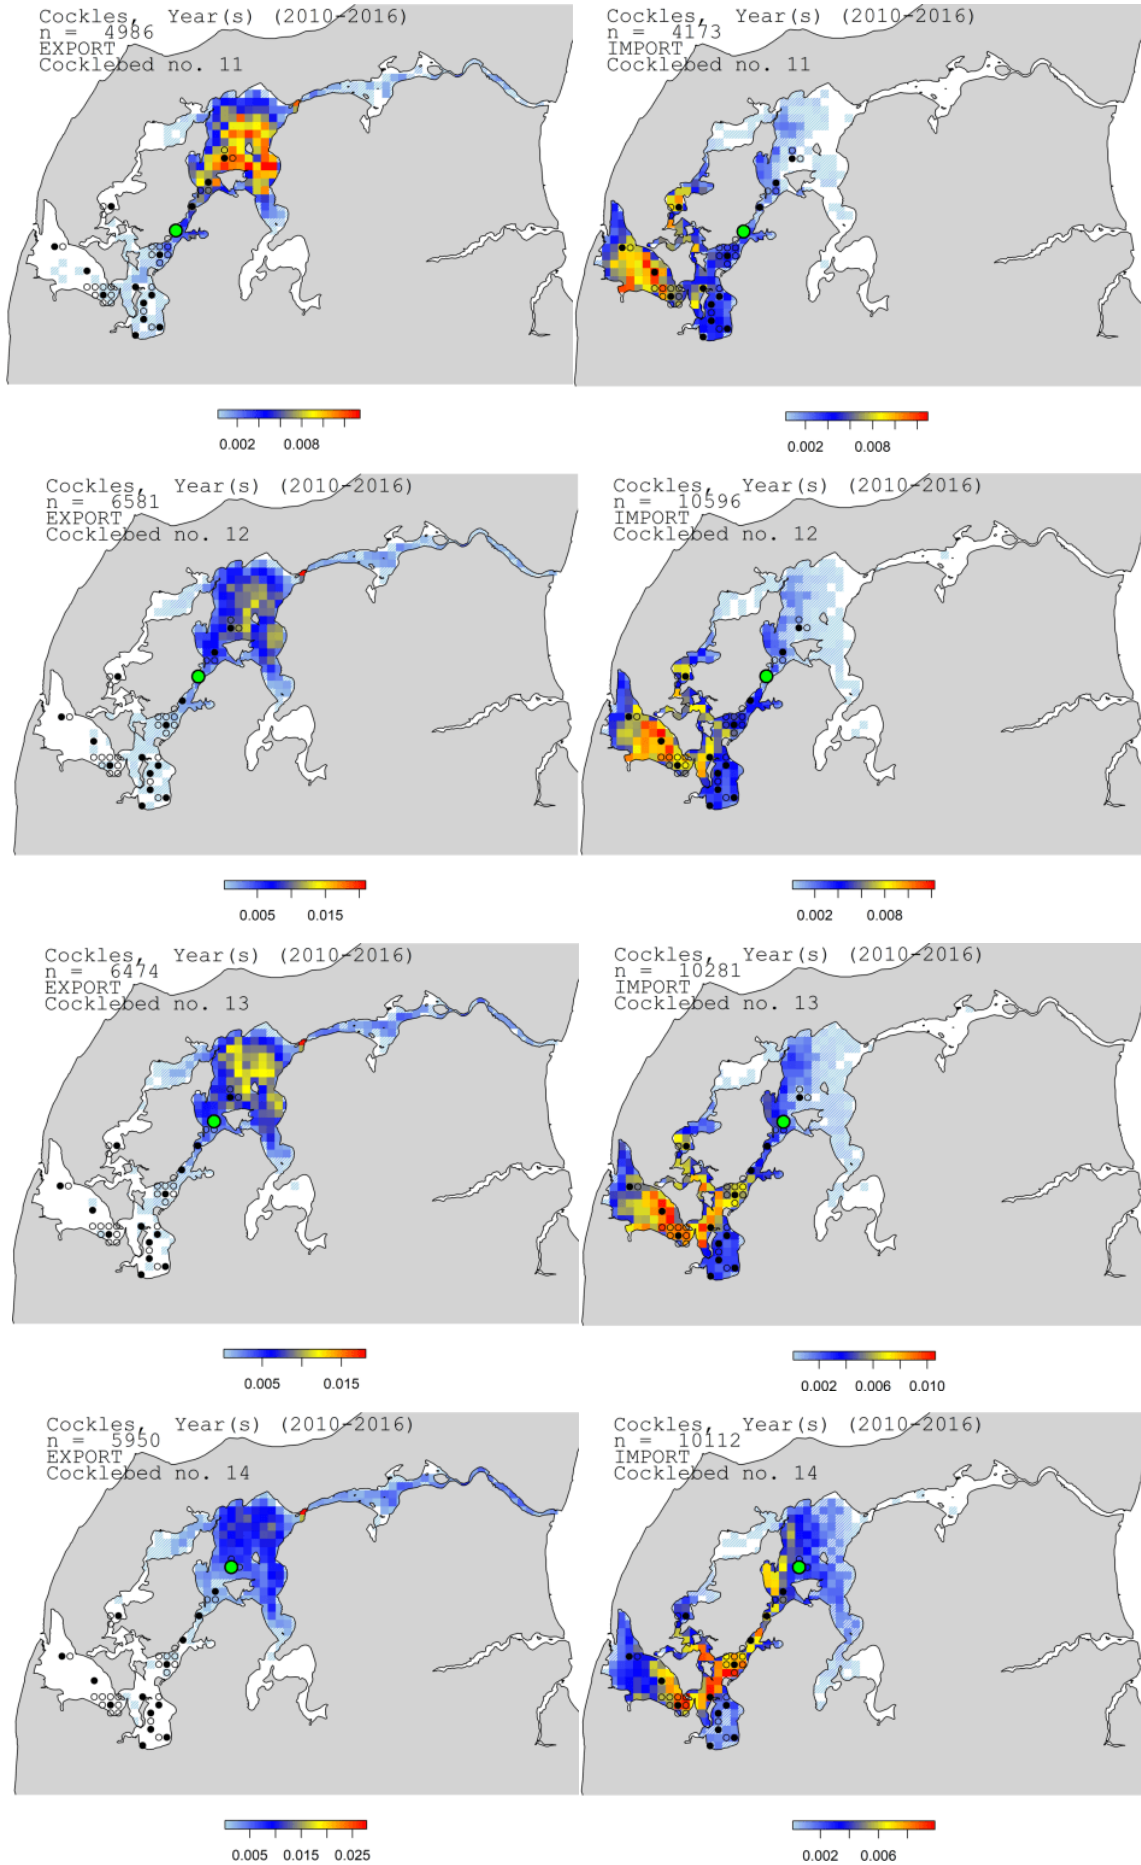 Cockles, Year(s) (2010-2016)
n = 4986
EXPORT
Cocklebed no. 11
0.002 0.008
Cockles, Year(s) (2010-2016)
n = 4173
IMPORT
Cocklebed no. 11
0.002 0.008
Cockles, Year(s) (2010-2016)
n = 6581
EXPORT
Cocklebed no. 12
0.005 0.015
Cockles, Year(s) (2010-2016)
n = 10596
IMPORT
Cocklebed no. 12
0.002 0.008
Cockles, Year(s) (2010-2016)
n = 6474
EXPORT
Cocklebed no. 13
0.005 0.015
Cockles, Year(s) (2010-2016)
n = 10281
IMPORT
Cocklebed no. 13
0.002 0.006 0.010
Cockles, Year(s) (2010-2016)
n = 5950
EXPORT
Cocklebed no. 14
0.005 0.015 0.025
Cockles, Year(s) (2010-2016)
n = 10112
IMPORT
Cocklebed no. 14
0.002 0.006